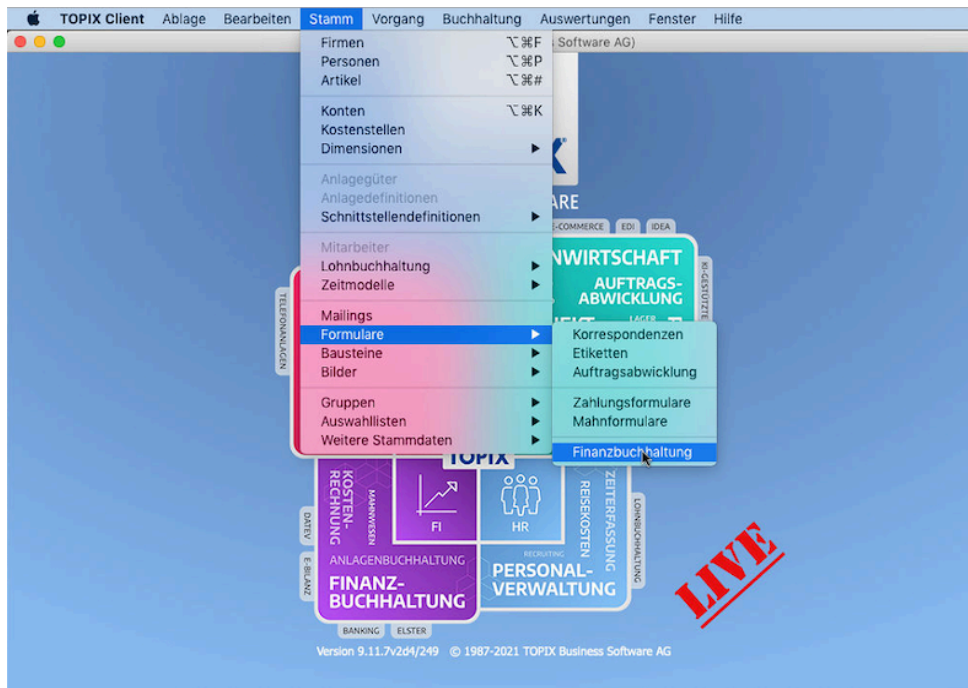 TOPIX Client Ablage Bearbeiten Stamm Vorgang Buchhaltung Auswertungen Fenster Hilfe
Software AG)
Firmen ⌥⌘F
Personen ⌥⌘P
Artikel ⌥⌘#
Konten ⌥⌘K
Kostenstellen
Dimensionen
Anlagegüter
Anlagedefinitionen
Schnittstellendefinitionen
Mitarbeiter
Lohnbuchhaltung
Zeitmodelle
Mailings
Formulare
Bausteine
Bilder
Gruppen
Auswahllisten
Weitere Stammdaten
Korrespondenzen
Etiketten
Auftragsabwicklung
Zahlungsformulare
Mahnformulare
Finanzbuchhaltung
X
ARE
E-COMMERCE EDI IDEA
NWIRTSCHAFT
AUFTRAGS-
ABWICKLUNG
LAGER
KI-GESTÜTZTE
TELEFONANLAGEN
TOPIX
KOSTEN-
RECHNUNG
MAHNWESEN
FI
HR
REISEKOSTEN
ZEITERFASSUNG
LOHNBUCHHALTUNG
DATEV
E-BILANZ
ANLAGENBUCHHALTUNG
FINANZ-
BUCHHALTUNG
RECRUITING
PERSONAL-
VERWALTUNG
BANKING ELSTER
LIVE
Version 9.11.7v2d4/249 © 1987-2021 TOPIX Business Software AG